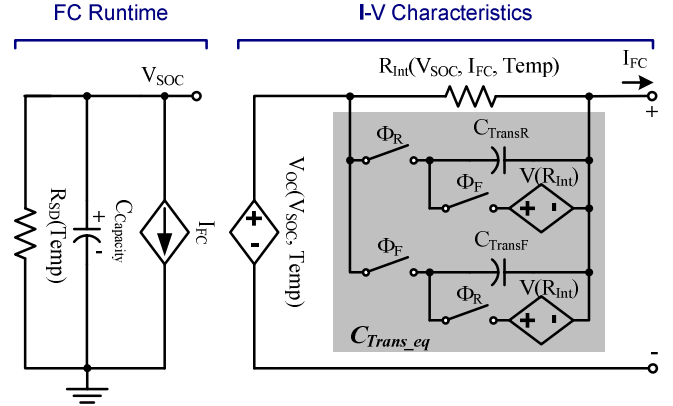 FC Runtime
I-V Characteristics
V_SOC
R_Int(V_SOC, I_FC, Temp)
I_FC
+
R_SD(Temp)
+
C_Capacity
-
I_FC
+
-
V_OC(V_SOC, Temp)
Φ_R
C_TransR
Φ_F
V(R_Int)
+ -
Φ_F
C_TransF
Φ_R
V(R_Int)
+ -
C_Trans_eq
-